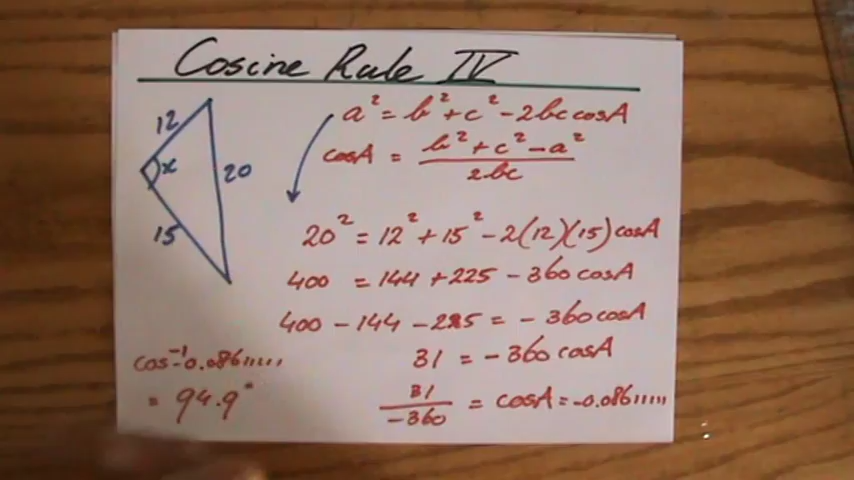 Cosine Rule IV
12
x
20
15
a² = b² + c² - 2bc cosA
cosA = b² + c² - a² / 2bc
20² = 12² + 15² - 2(12)(15) cosA
400 = 144 + 225 - 360 cosA
400 - 144 - 225 = - 360 cosA
31 = - 360 cosA
31 / -360 = cosA = -0.0861111,,
cos⁻¹ -0.0861111,,
= 94.9°